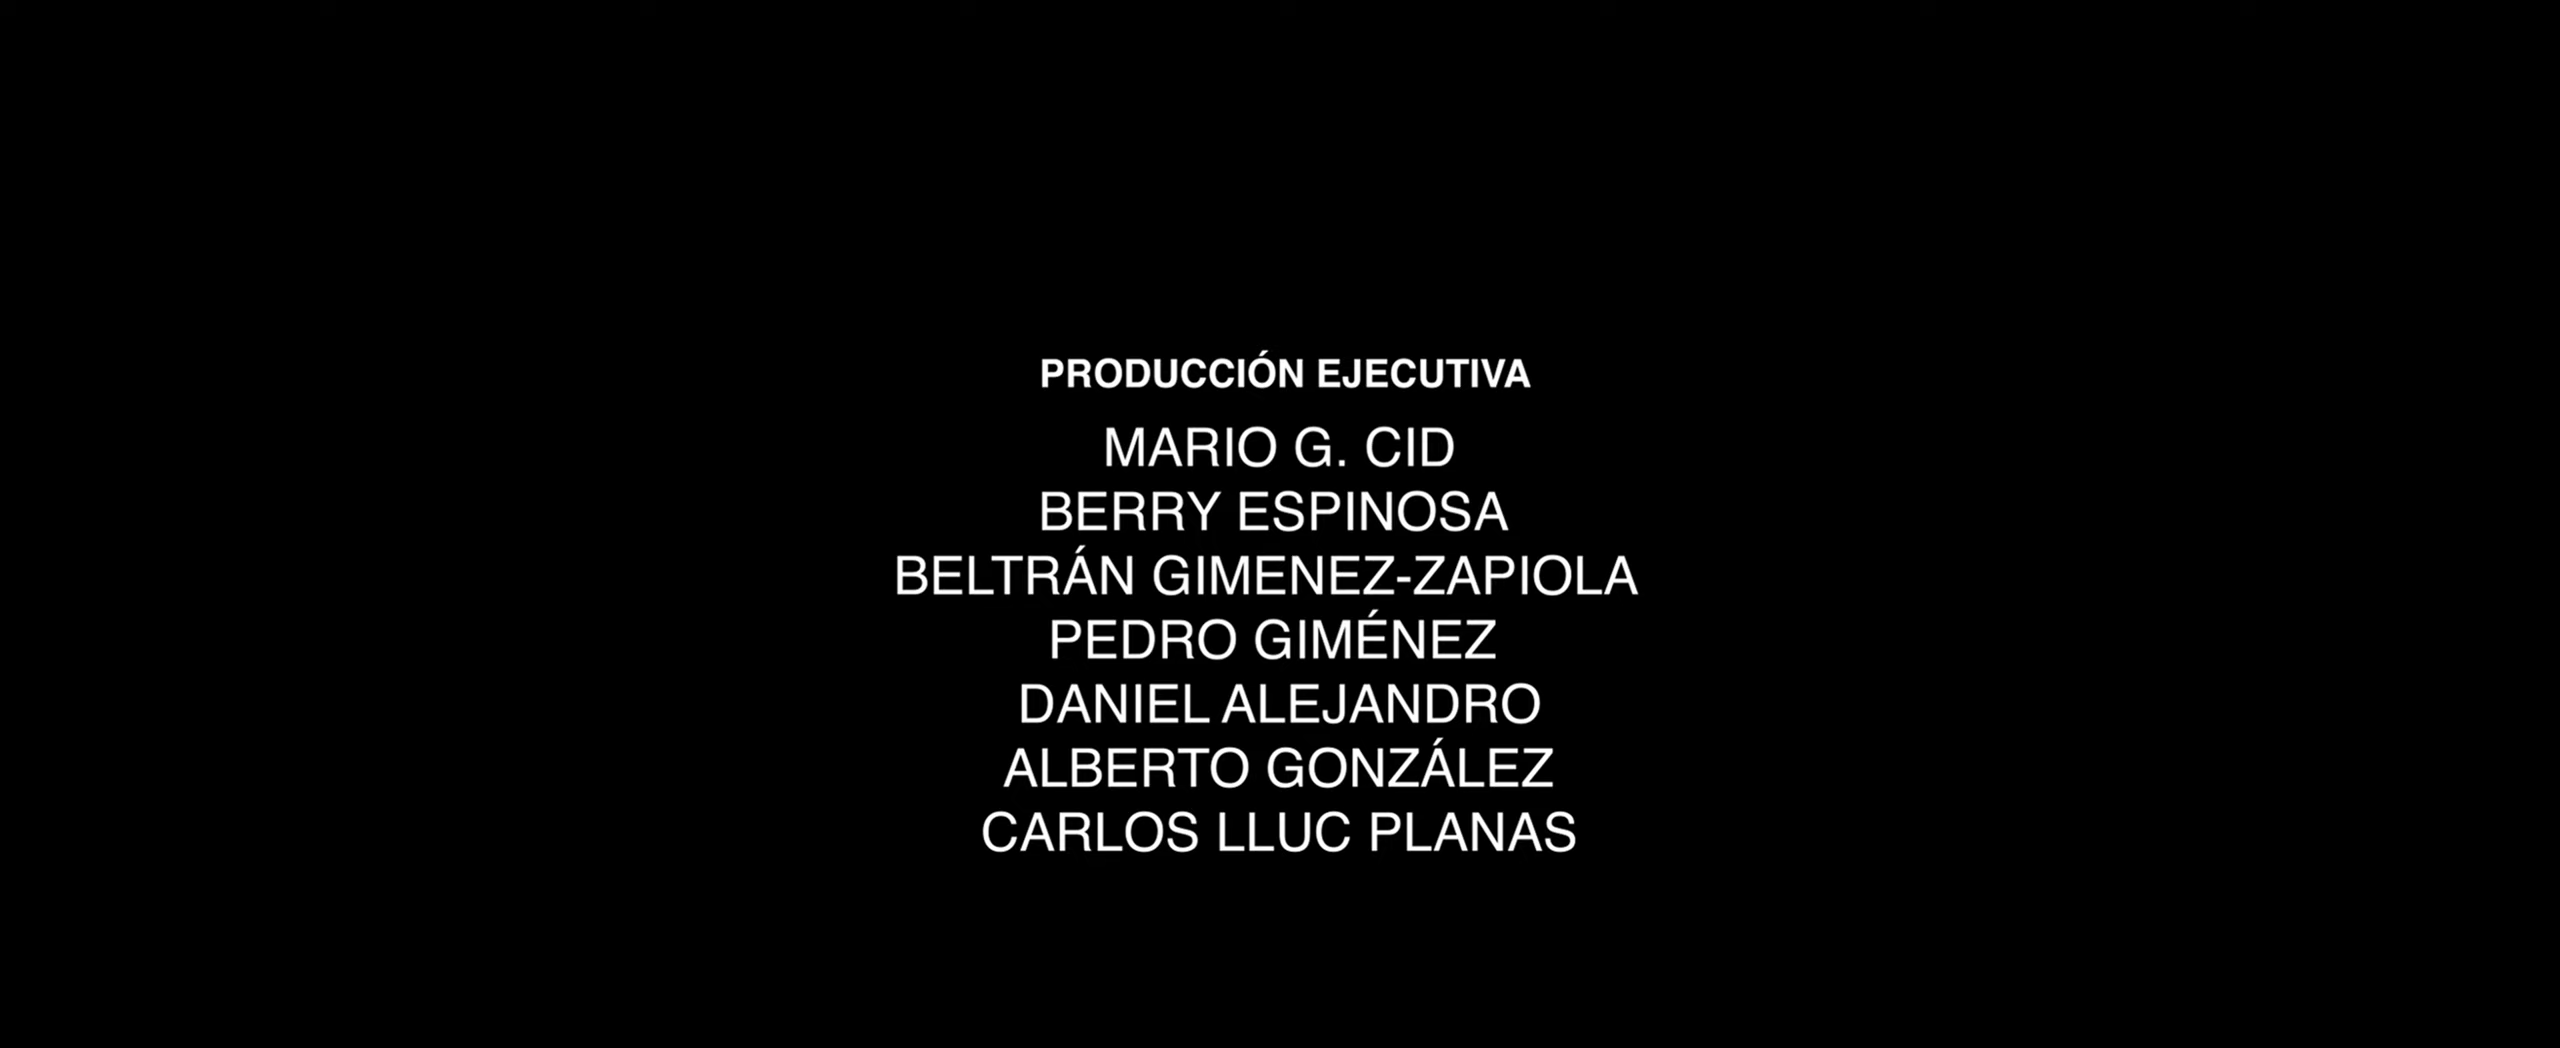 PRODUCCIÓN EJECUTIVA
MARIO G. CID
BERRY ESPINOSA
BELTRÁN GIMENEZ-ZAPIOLA
PEDRO GIMÉNEZ
DANIEL ALEJANDRO
ALBERTO GONZÁLEZ
CARLOS LLUC PLANAS